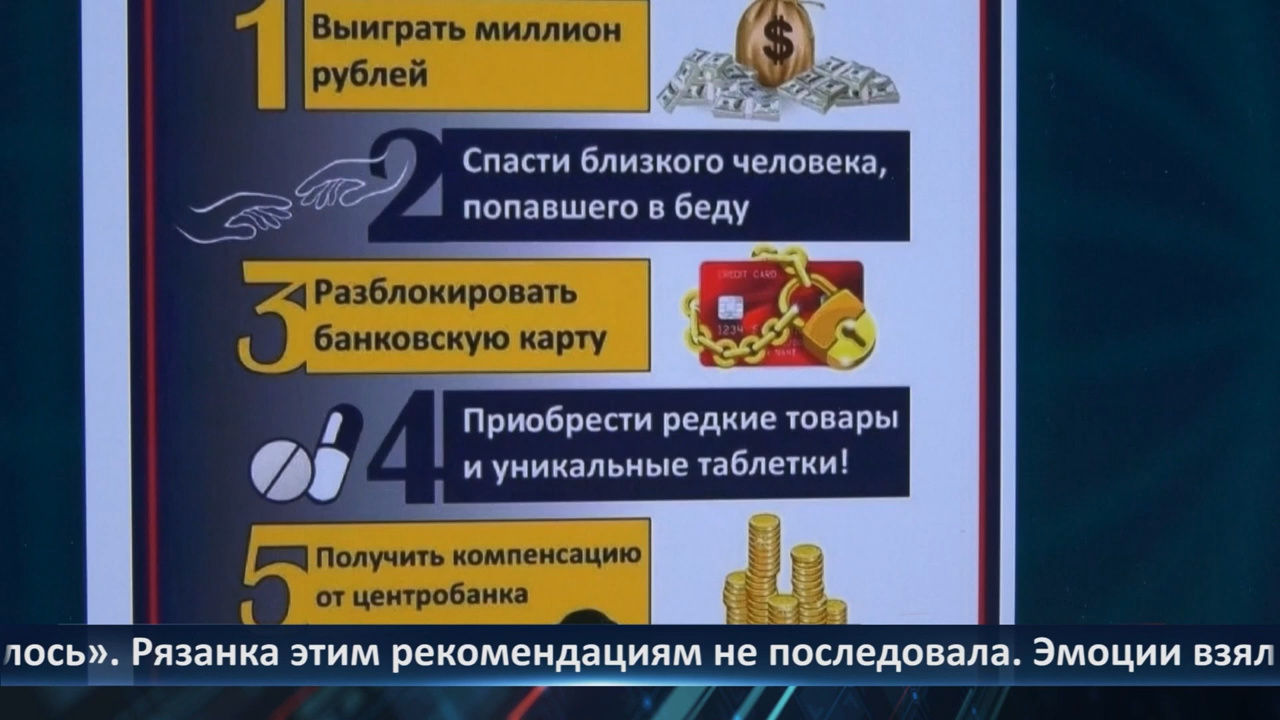 1 Выиграть миллион
рублей
$
2 Спасти близкого человека,
попавшего в беду
3 Разблокировать
банковскую карту
CREDIT CARD
1234
4 Приобрести редкие товары
и уникальные таблетки!
5 Получить компенсацию
от центробанка
лось». Рязанка этим рекомендациям не последовала. Эмоции взял